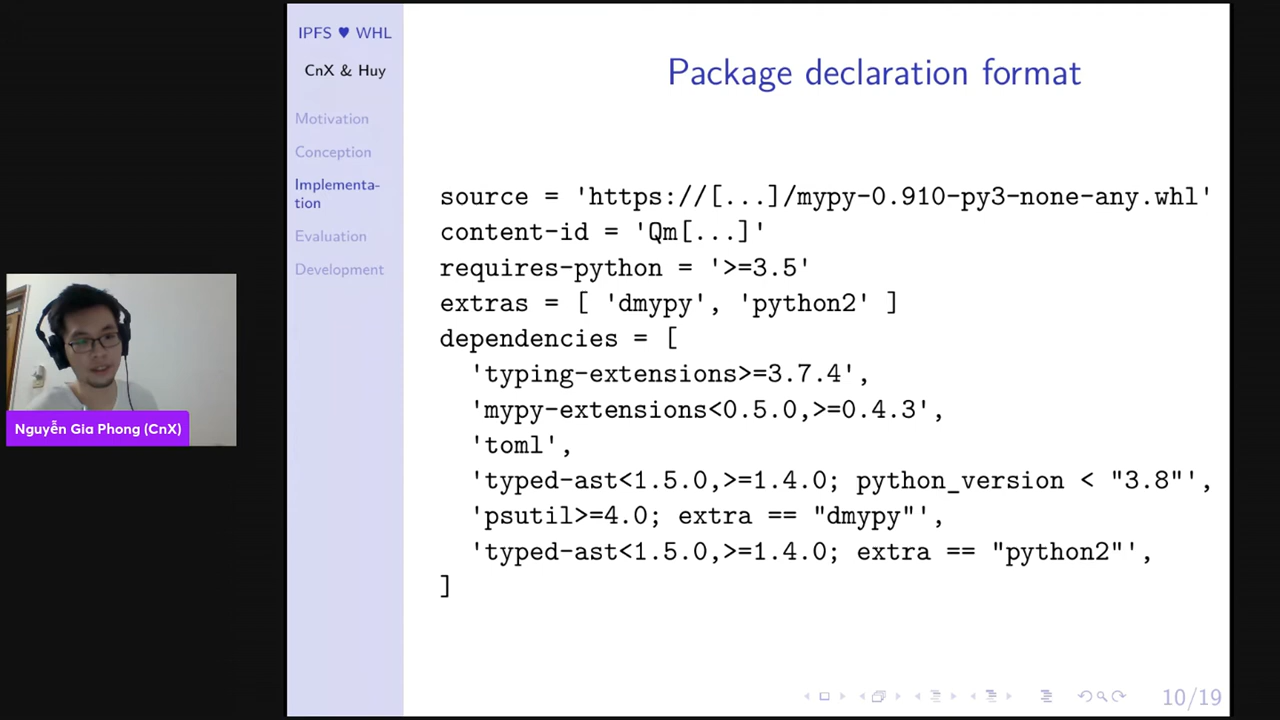 IPFS ♥ WHL
CnX & Huy
Motivation
Conception
Implementa-
tion
Evaluation
Development
Package declaration format
source = 'https://[...]/mypy-0.910-py3-none-any.whl'
content-id = 'Qm[...]'
requires-python = '>=3.5'
extras = [ 'dmypy', 'python2' ]
dependencies = [
'typing-extensions>=3.7.4',
'mypy-extensions<0.5.0,>=0.4.3',
'toml',
'typed-ast<1.5.0,>=1.4.0; python_version < "3.8"',
'psutil>=4.0; extra == "dmypy"',
'typed-ast<1.5.0,>=1.4.0; extra == "python2"',
]
Nguyễn Gia Phong (CnX)
10/19